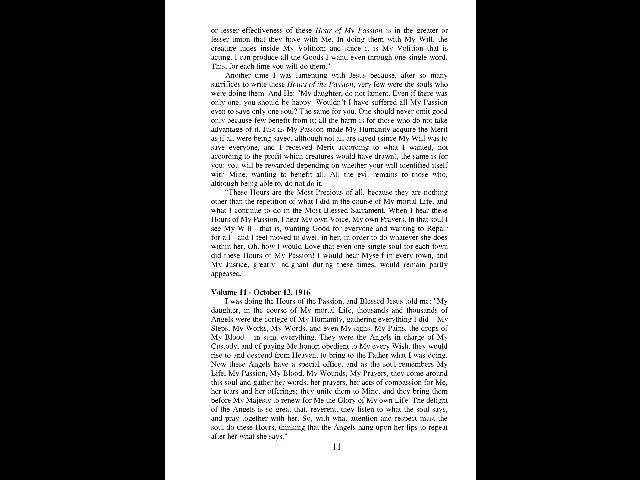 or lesser effectiveness of these Hour of My Passion is in the greater or
lesser union that they have with Me. In doing them with My Will, the
creature hides inside My Volition; and since it is My Volition that is
acting, I can produce all the Goods I want, even through one single word.
This, for each time you will do them."
Another time I was lamenting with Jesus because, after so many
sacrifices to write these Hours of the Passion, very few were the souls who
were doing them. And He: "My daughter, do not lament. Even if there was
only one, you should be happy. Wouldn't I have suffered all My Passion
even to save only one soul? The same for you. One should never omit good
only because few benefit from it; all the harm is for those who do not take
advantage of it. Just as My Passion made My Humanity acquire the Merit
as if all were being saved, although not all are saved (since My Will was to
save everyone, and I received Merit according to what I wanted, not
according to the profit which creatures would have drawn), the same is for
you: you will be rewarded depending on whether your will identified itself
with Mine, wanting to benefit all. All the evil remains to those who,
although being able to, do not do it.
"These Hours are the Most Precious of all, because they are nothing
other than the repetition of what I did in the course of My mortal Life, and
what I continue to do in the Most Blessed Sacrament. When I hear these
Hours of My Passion, I hear My own Voice, My own Prayers. In that soul I
see My Will - that is, wanting Good for everyone and wanting to Repair
for all - and I feel moved to dwell in her, in order to do whatever she does
within her. Oh, how I would Love that even one single soul for each town
did these Hours of My Passion! I would hear Myself in every town, and
My Justice, greatly indignant during these times, would remain partly
appeased."
Volume 11 - October 13, 1916
I was doing the Hours of the Passion, and Blessed Jesus told me: "My
daughter, in the course of My mortal Life, thousands and thousands of
Angels were the cortege of My Humanity, gathering everything I did - My
Steps, My Works, My Words, and even My sighs, My Pains, the drops of
My Blood - in sum, everything. They were the Angels in charge of My
Custody, and of paying Me honor; obedient to My every Wish, they would
rise to and descend from Heaven, to bring to the Father what I was doing.
Now these Angels have a special office, and as the soul remembers My
Life, My Passion, My Blood, My Wounds, My Prayers, they come around
this soul and gather her words, her prayers, her acts of compassion for Me,
her tears and her offerings; they unite them to Mine, and they bring them
before My Majesty to renew for Me the Glory of My own Life. The delight
of the Angels is so great that, reverent, they listen to what the soul says,
and pray together with her. So, with what attention and respect must the
soul do these Hours, thinking that the Angels hang upon her lips to repeat
after her what she says."
11